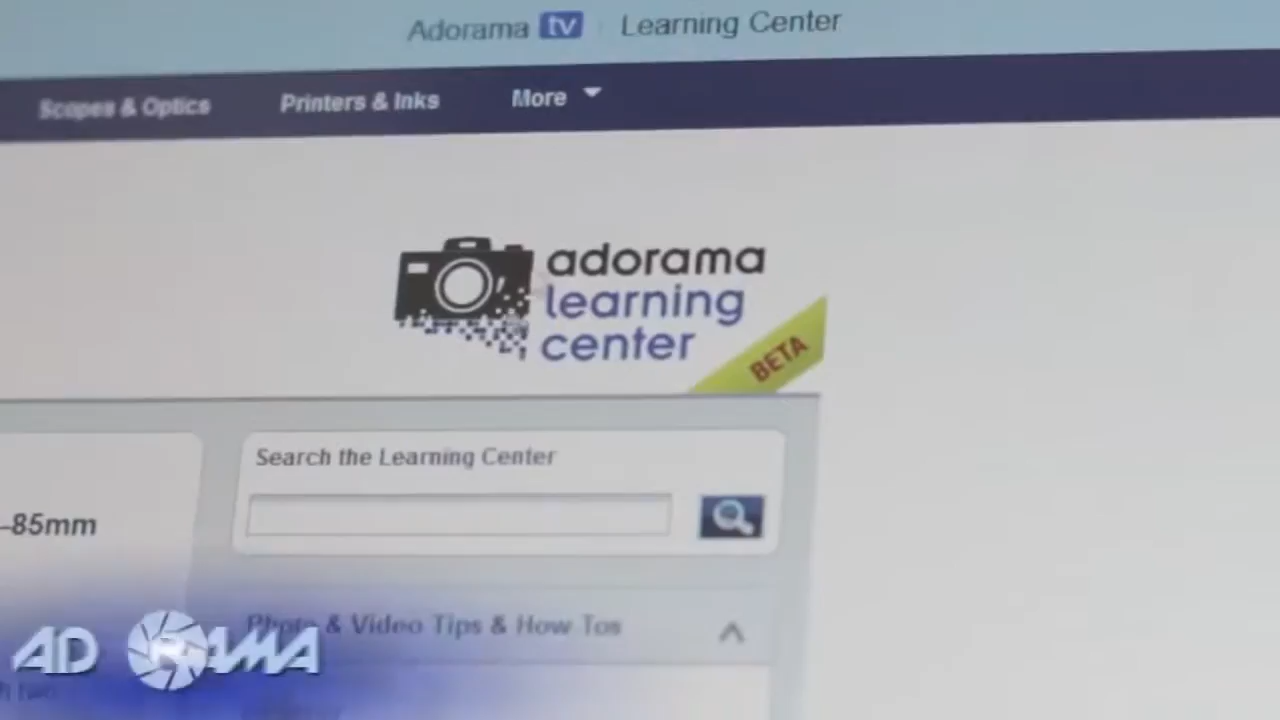 Adorama tv Learning Center
Scopes & Optics Printers & Inks More
adorama
learning
center
BETA
Search the Learning Center
–85mm
Photo & Video Tips & How Tos
ADORAMA